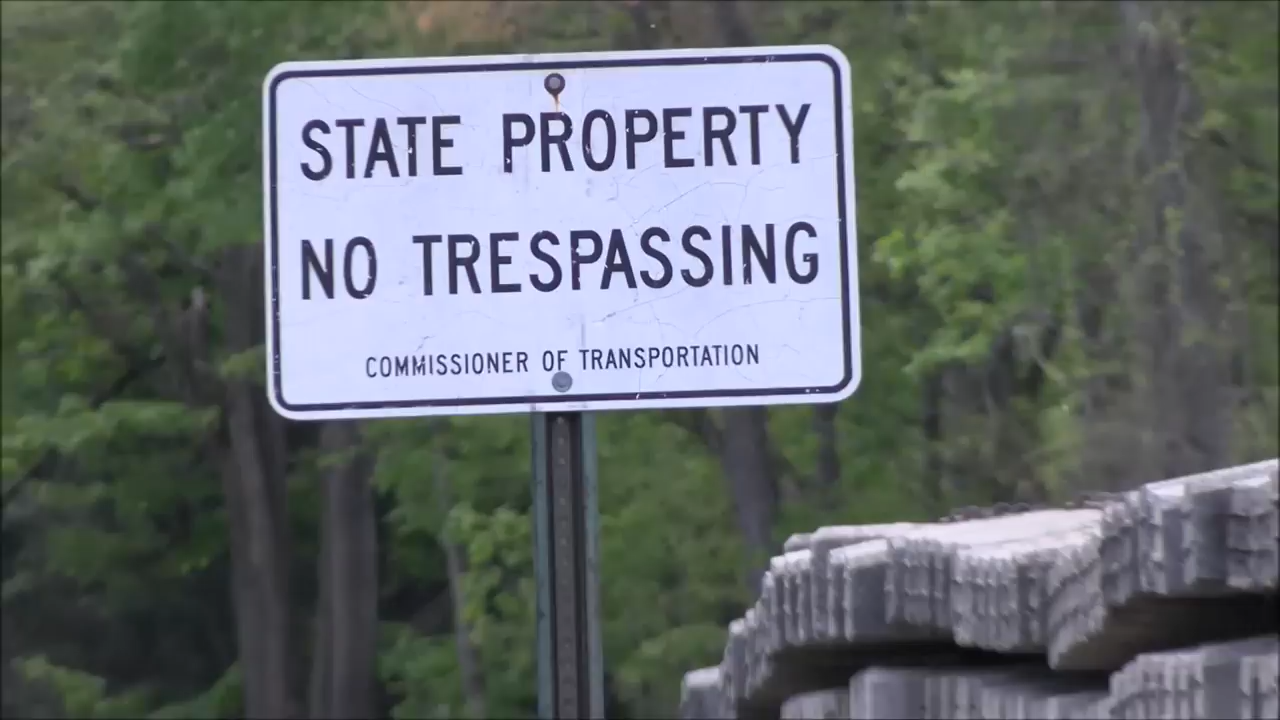 STATE PROPERTY
NO TRESPASSING
COMMISSIONER OF TRANSPORTATION